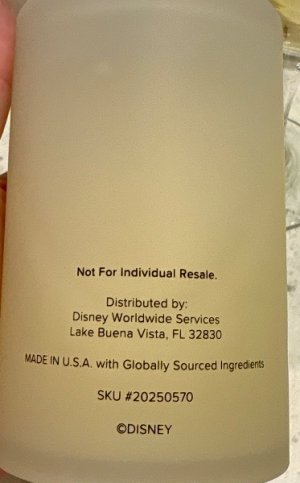 Not For Individual Resale.
Distributed by:
Disney Worldwide Services
Lake Buena Vista, FL 32830
MADE IN U.S.A. with Globally Sourced Ingredients
SKU #20250570
©DISNEY